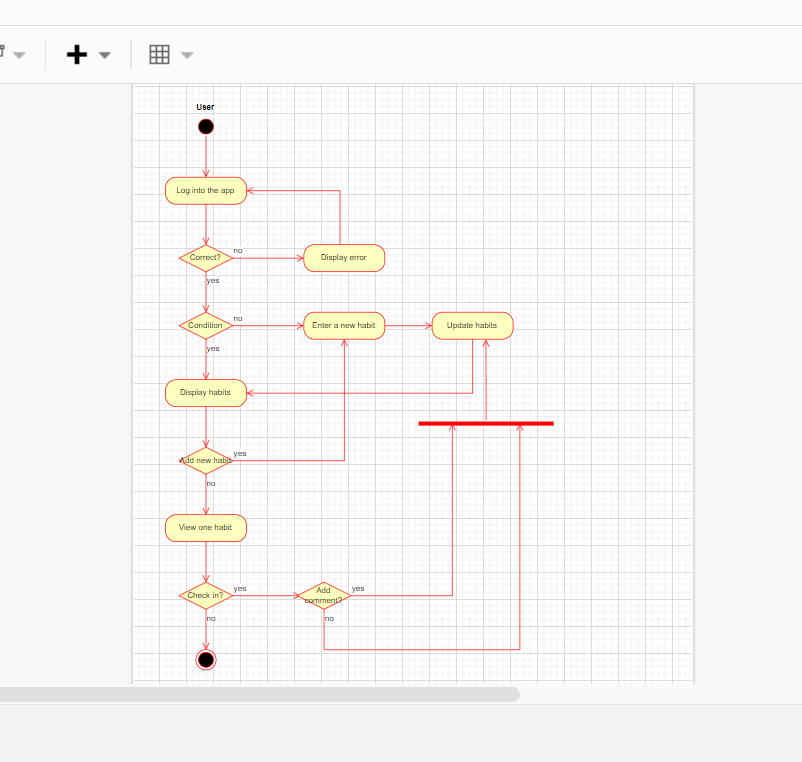 User
Log into the app
no
Correct?
Display error
yes
no
Condition
Enter a new habit
Update habits
yes
Display habits
yes
Add new habit
no
View one habit
yes
Check in?
Add
comment?
yes
no
no